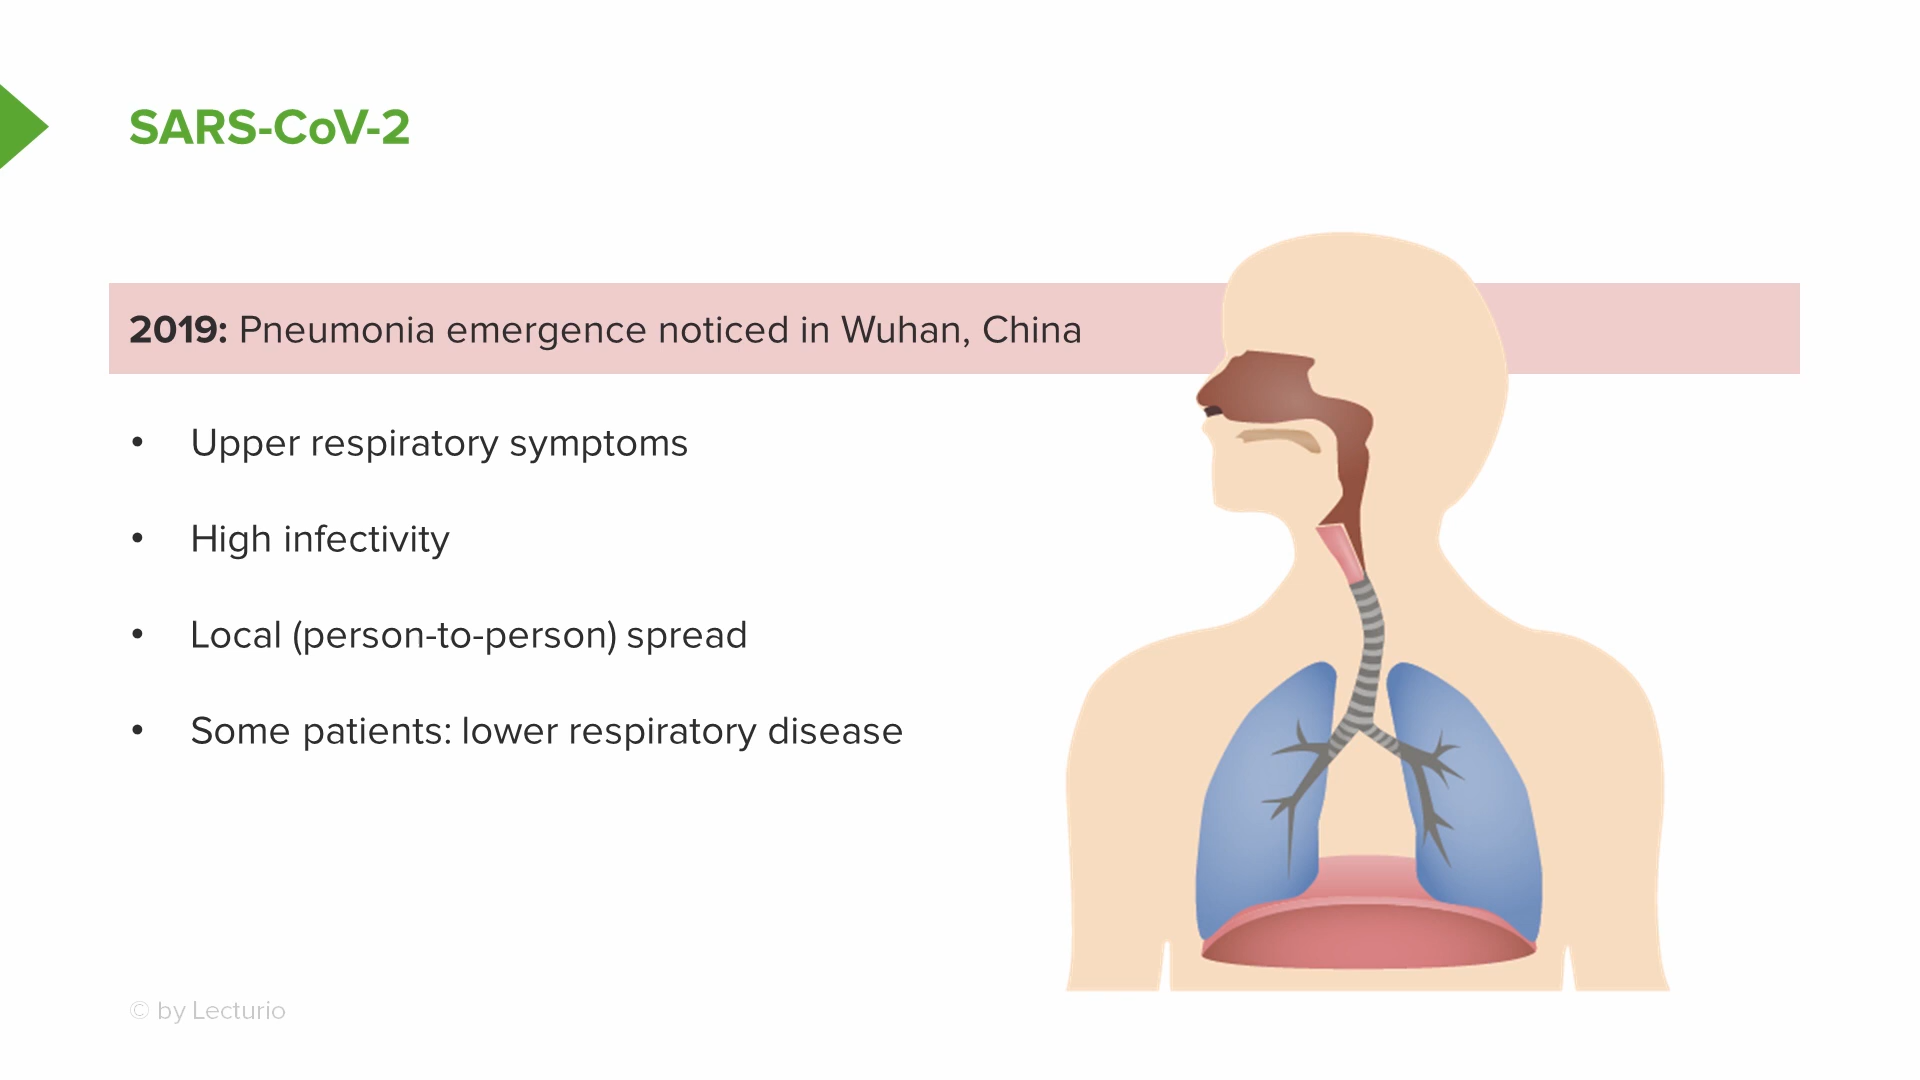 SARS-CoV-2
2019: Pneumonia emergence noticed in Wuhan, China
• Upper respiratory symptoms
• High infectivity
• Local (person-to-person) spread
• Some patients: lower respiratory disease
© by Lecturio